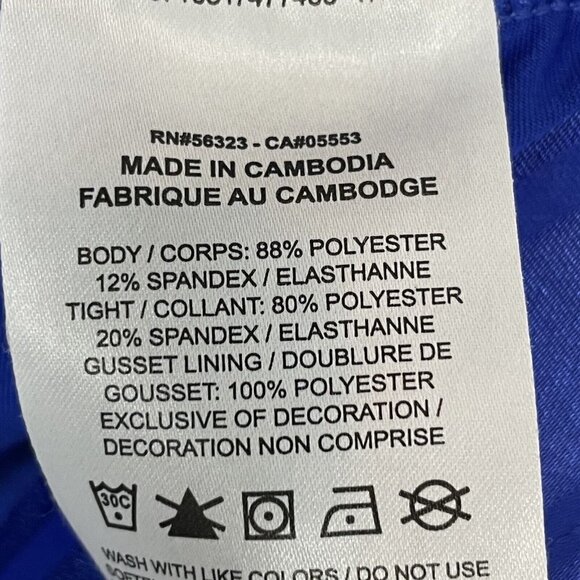 RN#56323 - CA#05553
MADE IN CAMBODIA
FABRIQUE AU CAMBODGE
BODY / CORPS: 88% POLYESTER
12% SPANDEX / ELASTHANNE
TIGHT / COLLANT: 80% POLYESTER
20% SPANDEX / ELASTHANNE
GUSSET LINING / DOUBLURE DE
GOUSSET: 100% POLYESTER
EXCLUSIVE OF DECORATION /
DECORATION NON COMPRISE
30C
WASH WITH LIKE COLORS / DO NOT USE